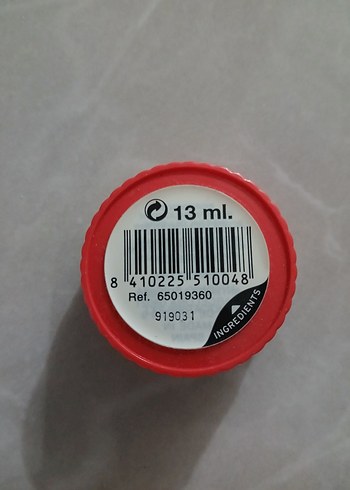 13 ml.
8 410225 510048
Ref. 65019360
919031
INGREDIENTS